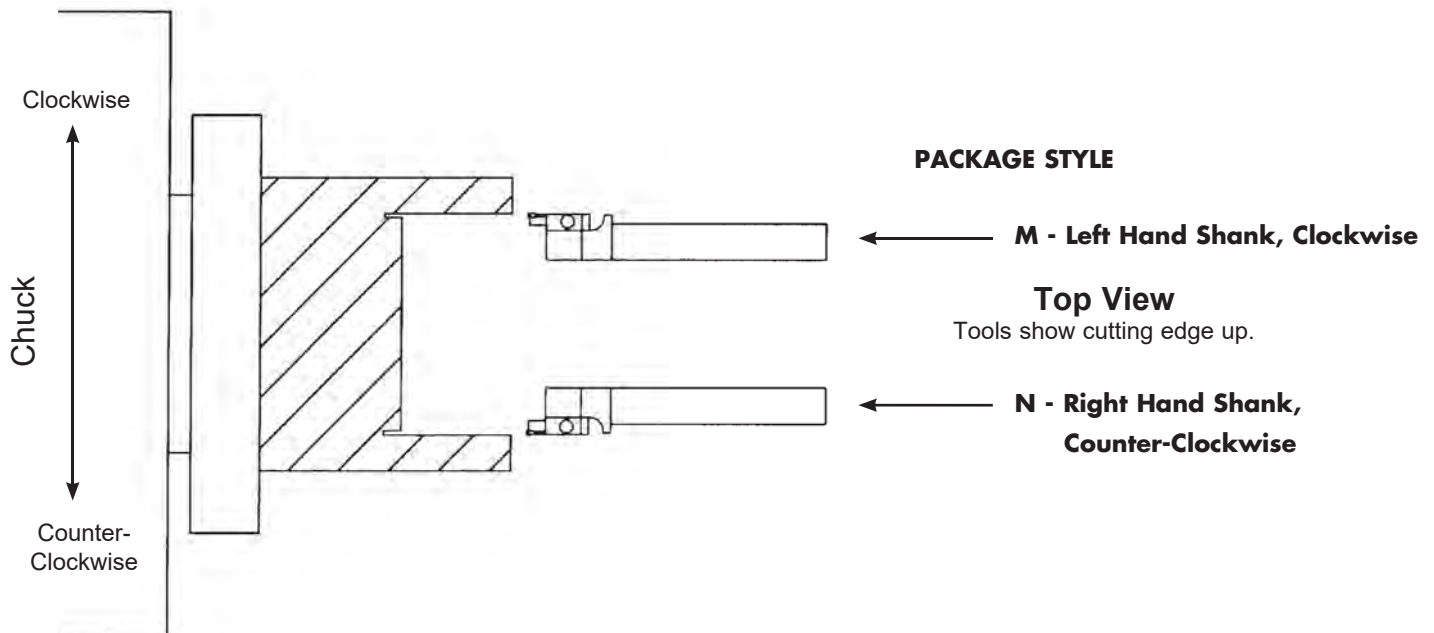 Clockwise
Chuck
Counter-
Clockwise
PACKAGE STYLE
M - Left Hand Shank, Clockwise
Top View
Tools show cutting edge up.
N - Right Hand Shank,
Counter-Clockwise